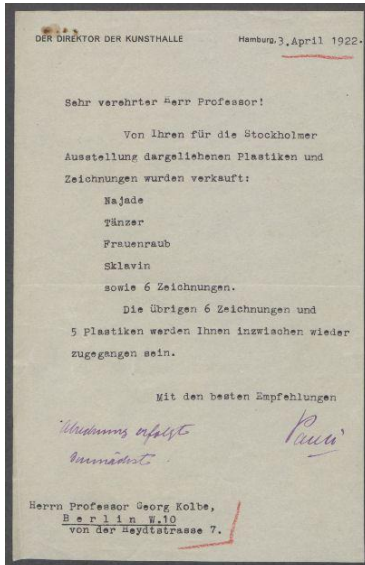 DER DIREKTOR DER KUNSTHALLE
Hamburg, 3.April 1922.
Sehr verehrter Herr Professor!
Von Ihren für die Stockholmer
Ausstellung dargeliehenen Plastiken und
Zeichnungen wurden verkauft:
Najade
Tänzer
Frauenraub
Sklavin
sowie 6 Zeichnungen.
Die übrigen 6 Zeichnungen und
5 Plastiken werden Ihnen inzwischen wieder
zugegangen sein.
Mit den besten Empfehlungen
Abrechnung erfolgt
demnächst
Pauli
Herrn Professor Georg Kolbe,
Berlin W.10
von der Heydtstrasse 7.